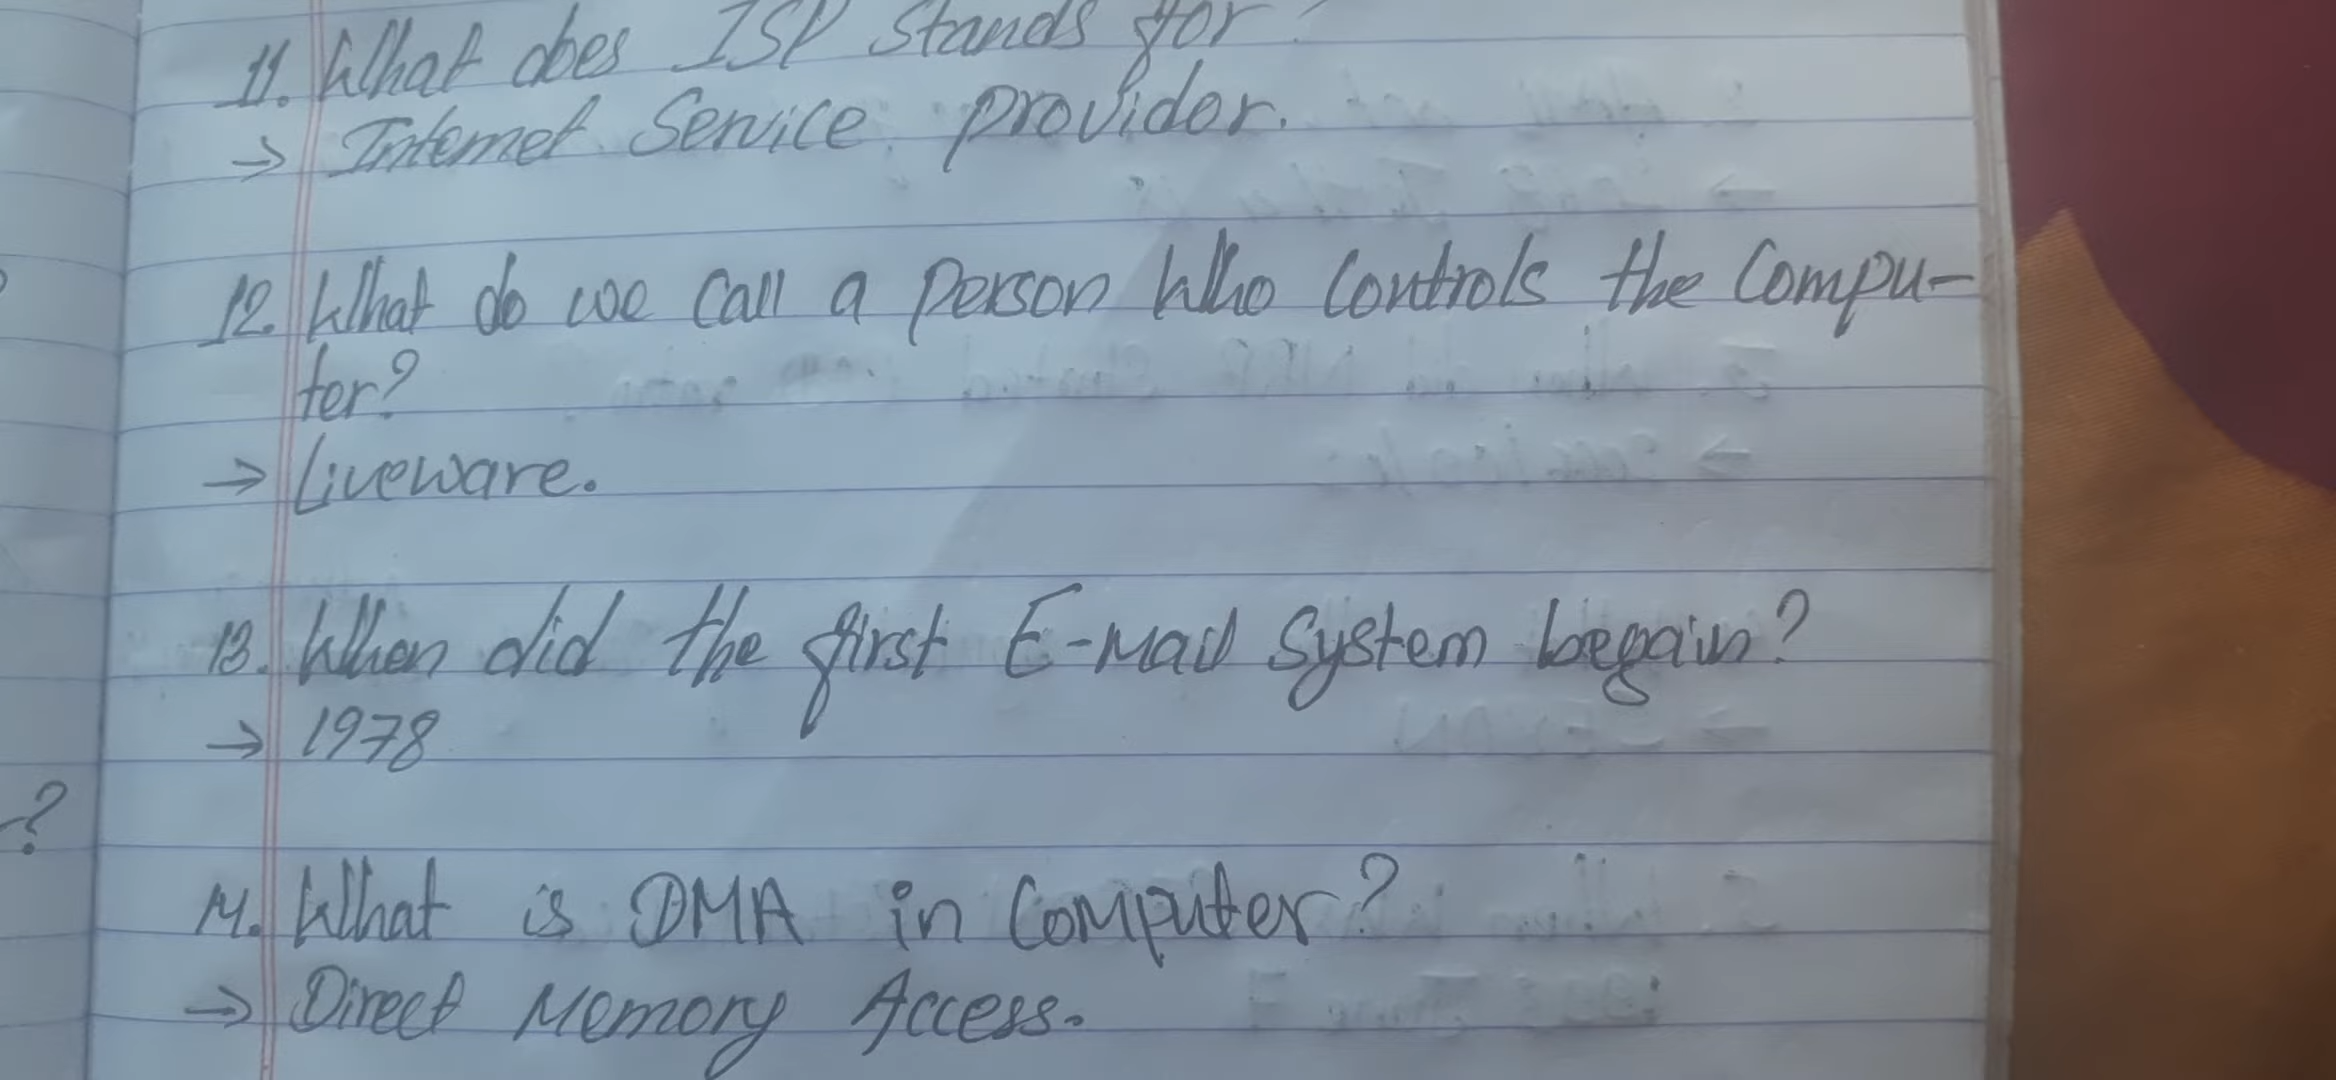 11. What does ISP stands for?
→ Internet Service provider.
12. What do we call a person who controls the compu-
ter?
→ Liveware.
13. When did the first E-mail system begain?
→ 1978
14. What is DMA in computer?
→ Direct Memory Access.
?